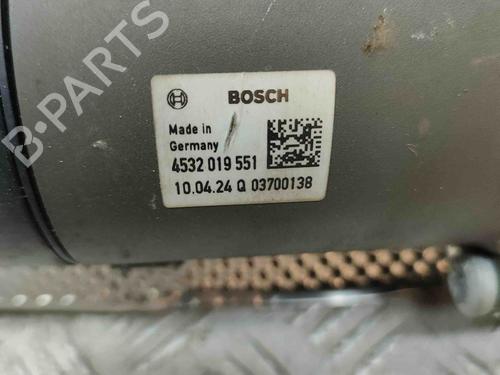 B-PARTS
BOSCH
Made in
Germany
4532 019 551
10.04.24 Q 03700138